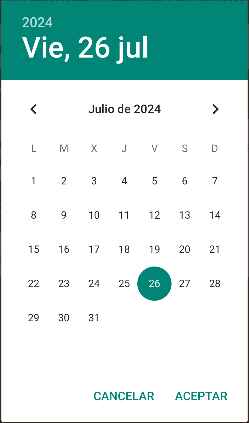 2024
Vie, 26 jul
Julio de 2024
L M X J V S D
1 2 3 4 5 6 7
8 9 10 11 12 13 14
15 16 17 18 19 20 21
22 23 24 25 26 27 28
29 30 31
CANCELAR ACEPTAR